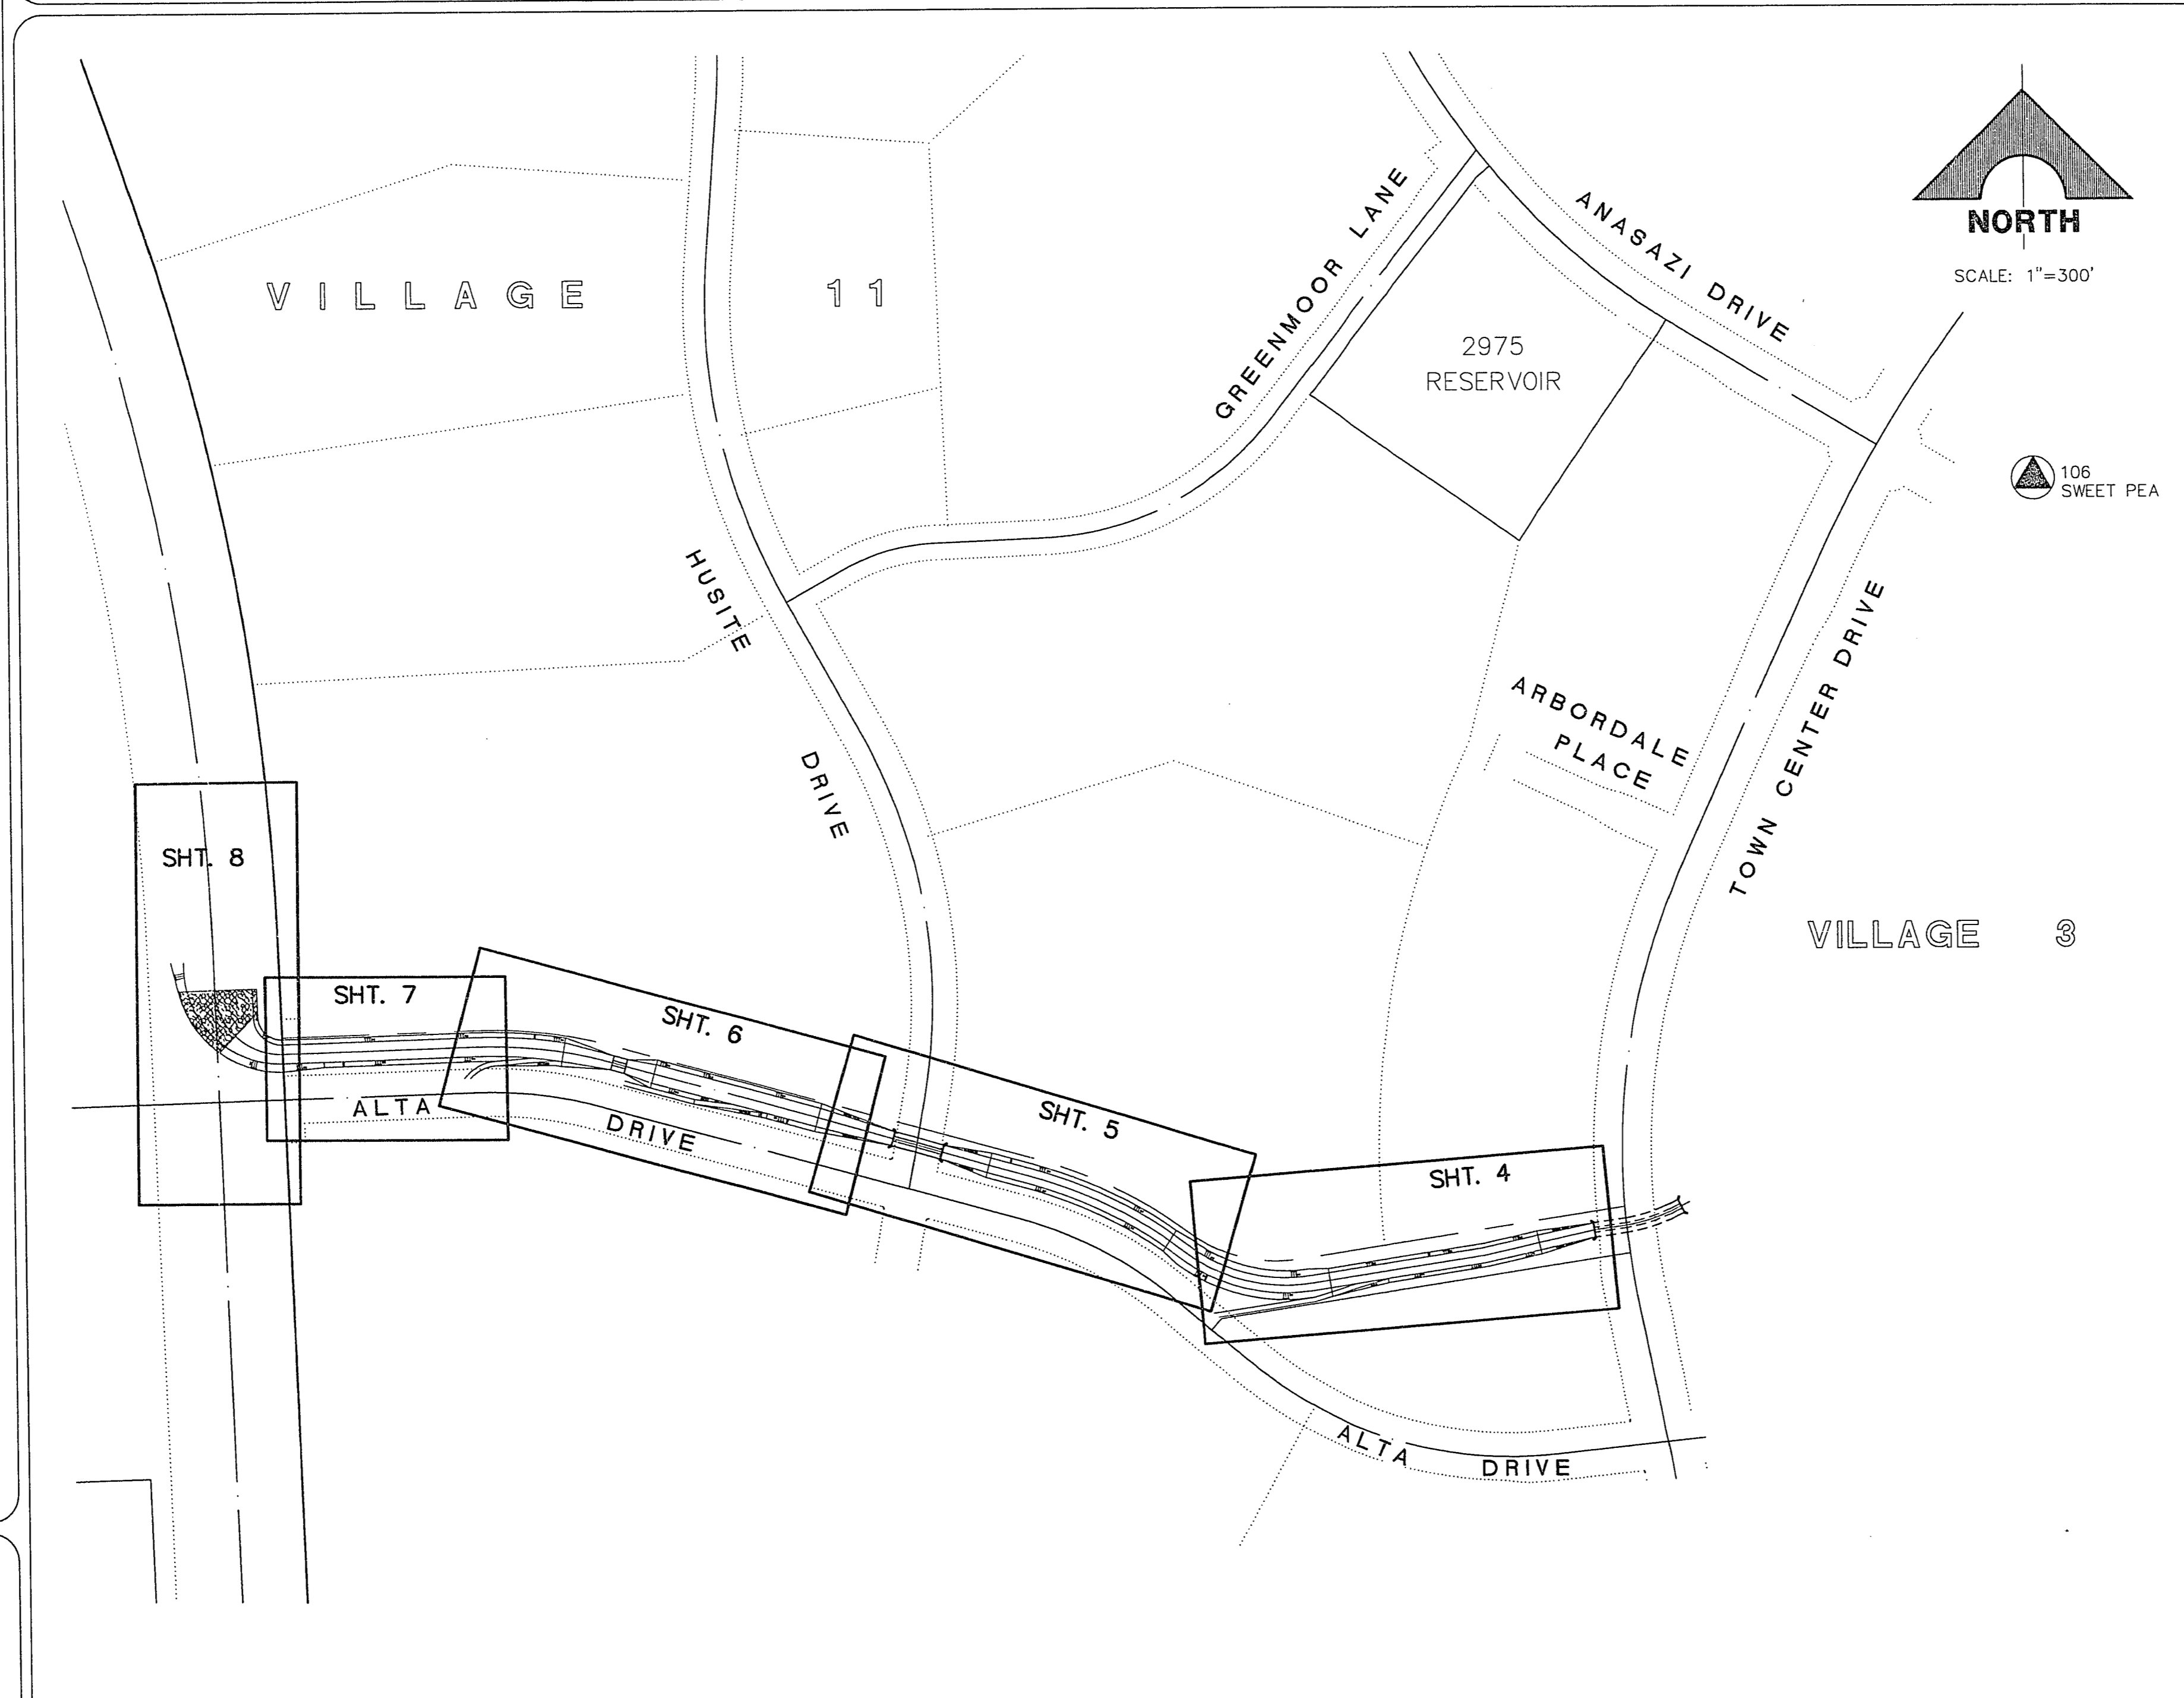 NORTH
SCALE: 1"=300'
VILLAGE 11
GREENMOOR LANE
ANASAZI DRIVE
2975
RESERVOIR
106
SWEET PEA
HUSITE DRIVE
ARBORDALE
PLACE
TOWN CENTER DRIVE
VILLAGE 3
SHT. 8
SHT. 7
SHT. 6
SHT. 5
SHT. 4
ALTA DRIVE
ALTA DRIVE